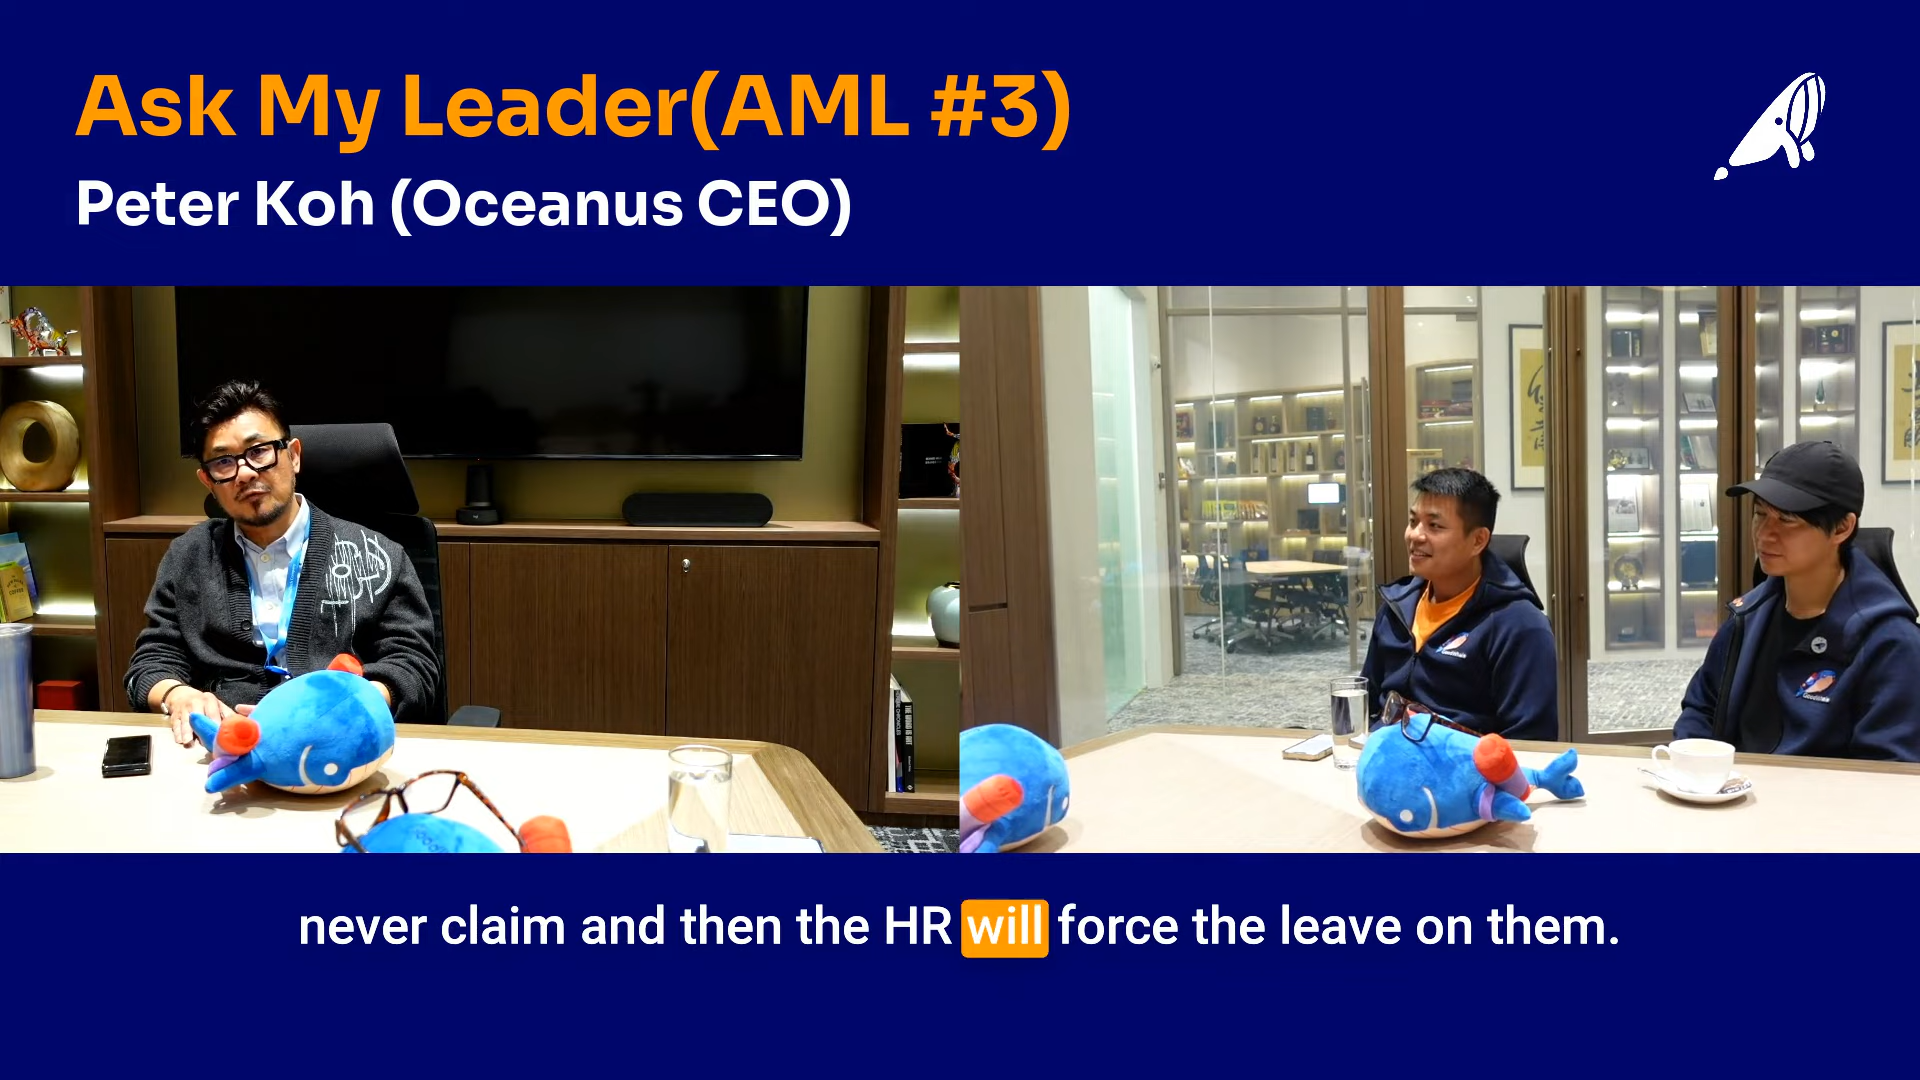 Ask My Leader(AML #3)
Peter Koh (Oceanus CEO)
never claim and then the HR will force the leave on them.